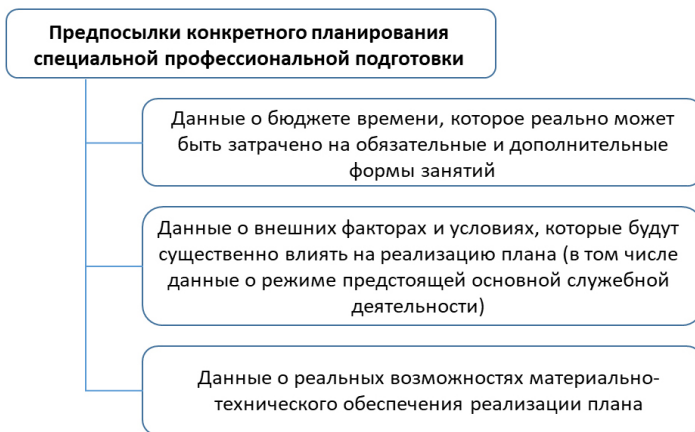 Предпосылки конкретного планирования
специальной профессиональной подготовки
Данные о бюджете времени, которое реально может
быть затрачено на обязательные и дополнительные
формы занятий
Данные о внешних факторах и условиях, которые будут
существенно влиять на реализацию плана (в том числе
данные о режиме предстоящей основной служебной
деятельности)
Данные о реальных возможностях материально-
технического обеспечения реализации плана